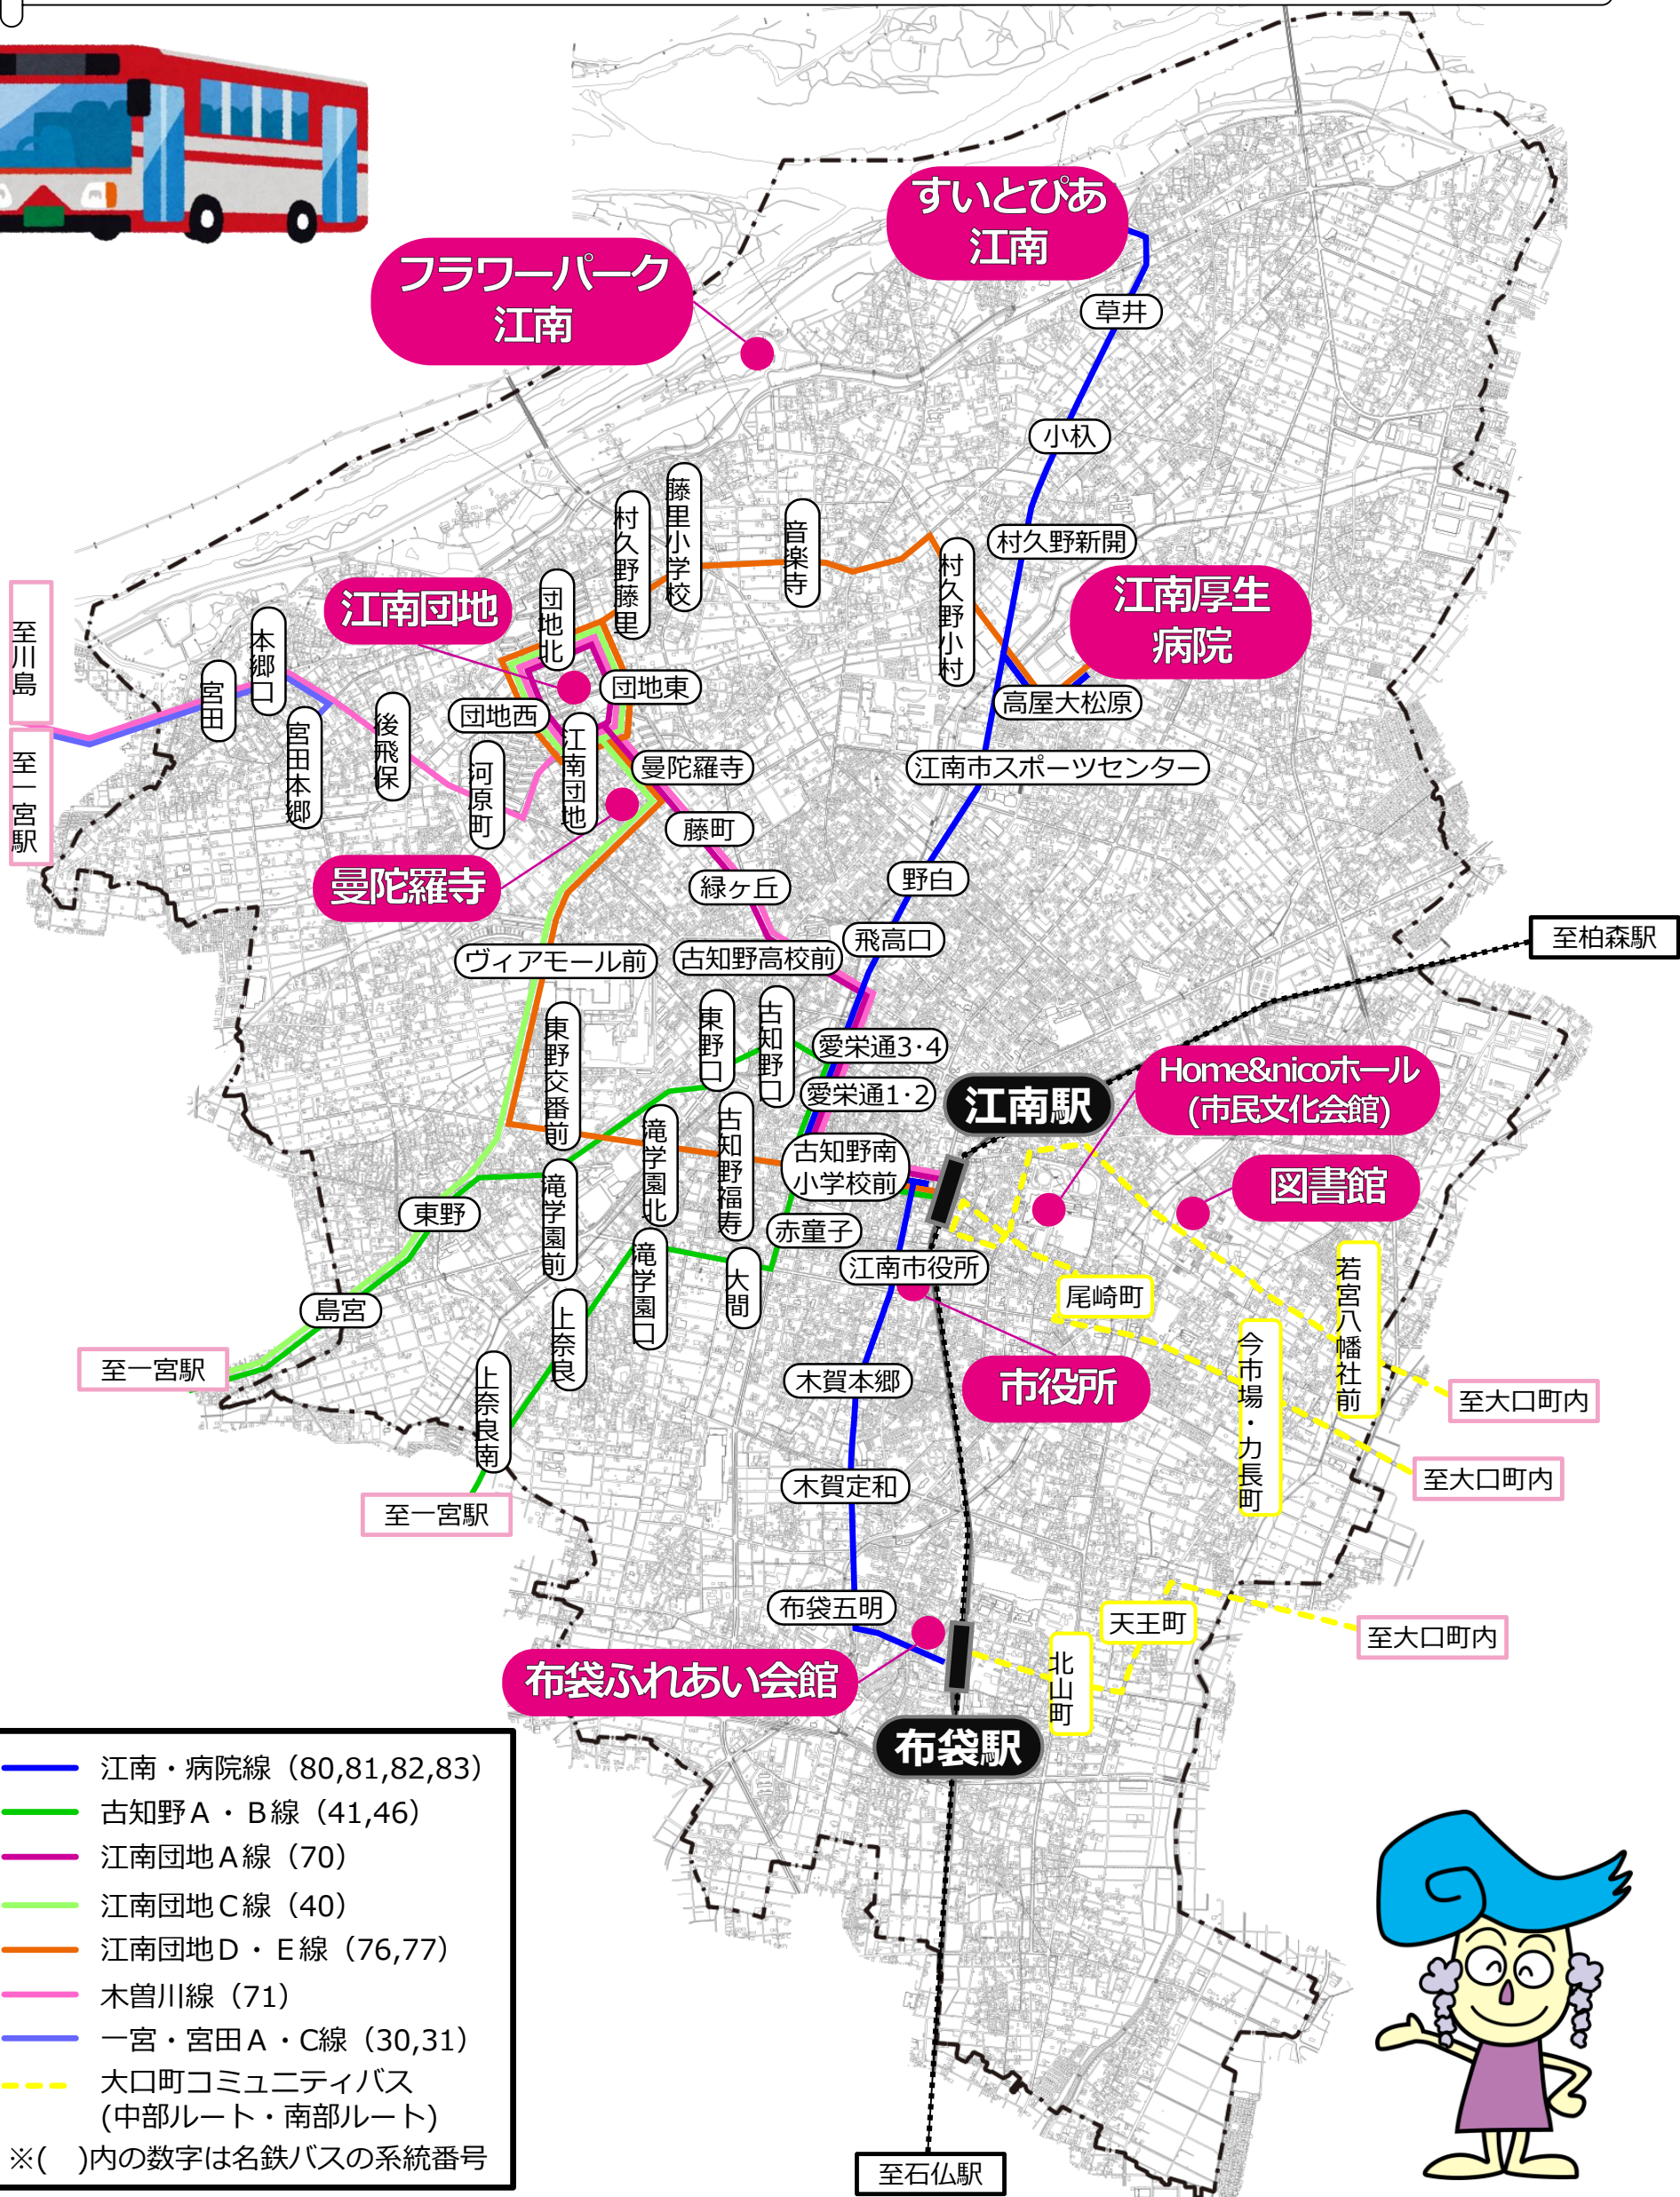 すいとぴあ
江南
フラワーパーク
江南
草井
小杁
藤里小学校
村久野藤里
音楽寺
村久野新開
村久野小村
江南厚生
病院
江南団地
団地北
至川島
本郷口
宮田
宮田本郷
後飛保
団地西
団地東
高屋大松原
至一宮駅
河原町
江南団地
曼陀羅寺
江南市スポーツセンター
藤町
曼陀羅寺
緑ヶ丘
野白
飛高口
至柏森駅
ヴィアモール前
古知野高校前
東野交番前
東野口
古知野口
愛栄通3・4
愛栄通1・2
江南駅
Home&nicoホール
(市民文化会館)
滝学園北
古知野福寺
古知野南
小学校前
図書館
東野
滝学園前
滝学園口
赤童子
大間
江南市役所
尾崎町
若宮八幡社前
島宮
上奈良
今市場・力長町
至一宮駅
上奈良南
木賀本郷
市役所
至大口町内
至大口町内
木賀定和
至一宮駅
布袋五明
天王町
北山町
至大口町内
布袋ふれあい会館
布袋駅
江南・病院線（80,81,82,83）
古知野Ａ・Ｂ線（41,46）
江南団地Ａ線（70）
江南団地Ｃ線（40）
江南団地Ｄ・Ｅ線（76,77）
木曽川線（71）
一宮・宮田Ａ・C線（30,31）
大口町コミュニティバス
(中部ルート・南部ルート)
※(　)内の数字は名鉄バスの系統番号
至石仏駅